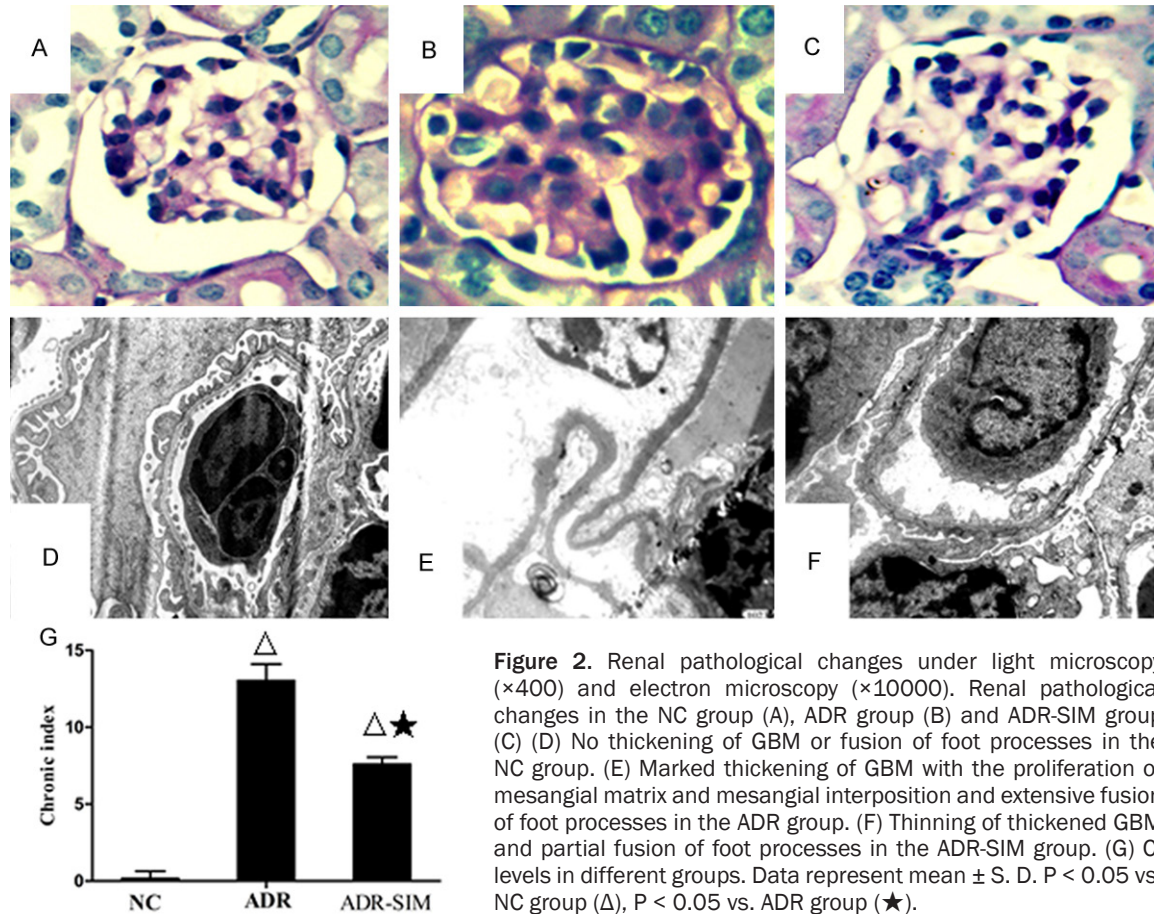 A
B
C
D
E
F
G
15
10
5
0
Chronic index
△
△ ★
NC
ADR
ADR-SIM
Figure 2. Renal pathological changes under light microscopy
(×400) and electron microscopy (×10000). Renal pathological
changes in the NC group (A), ADR group (B) and ADR-SIM group
(C) (D) No thickening of GBM or fusion of foot processes in the
NC group. (E) Marked thickening of GBM with the proliferation o
mesangial matrix and mesangial interposition and extensive fusion
of foot processes in the ADR group. (F) Thinning of thickened GBM
and partial fusion of foot processes in the ADR-SIM group. (G) C
levels in different groups. Data represent mean ± S. D. P < 0.05 vs
NC group (Δ), P < 0.05 vs. ADR group (★).